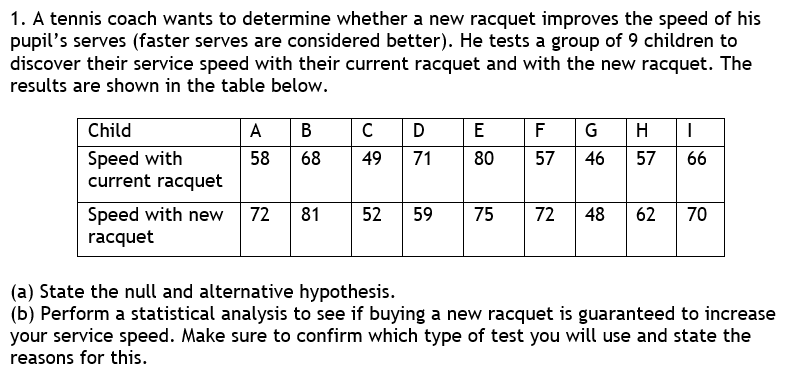 1. A tennis coach wants to determine whether a new racquet improves the speed of his
pupil’s serves (faster serves are considered better). He tests a group of 9 children to
discover their service speed with their current racquet and with the new racquet. The
results are shown in the table below.
Child A B C D E F G H I
Speed with 58 68 49 71 80 57 46 57 66
current racquet
Speed with new 72 81 52 59 75 72 48 62 70
racquet
(a) State the null and alternative hypothesis.
(b) Perform a statistical analysis to see if buying a new racquet is guaranteed to increase
your service speed. Make sure to confirm which type of test you will use and state the
reasons for this.